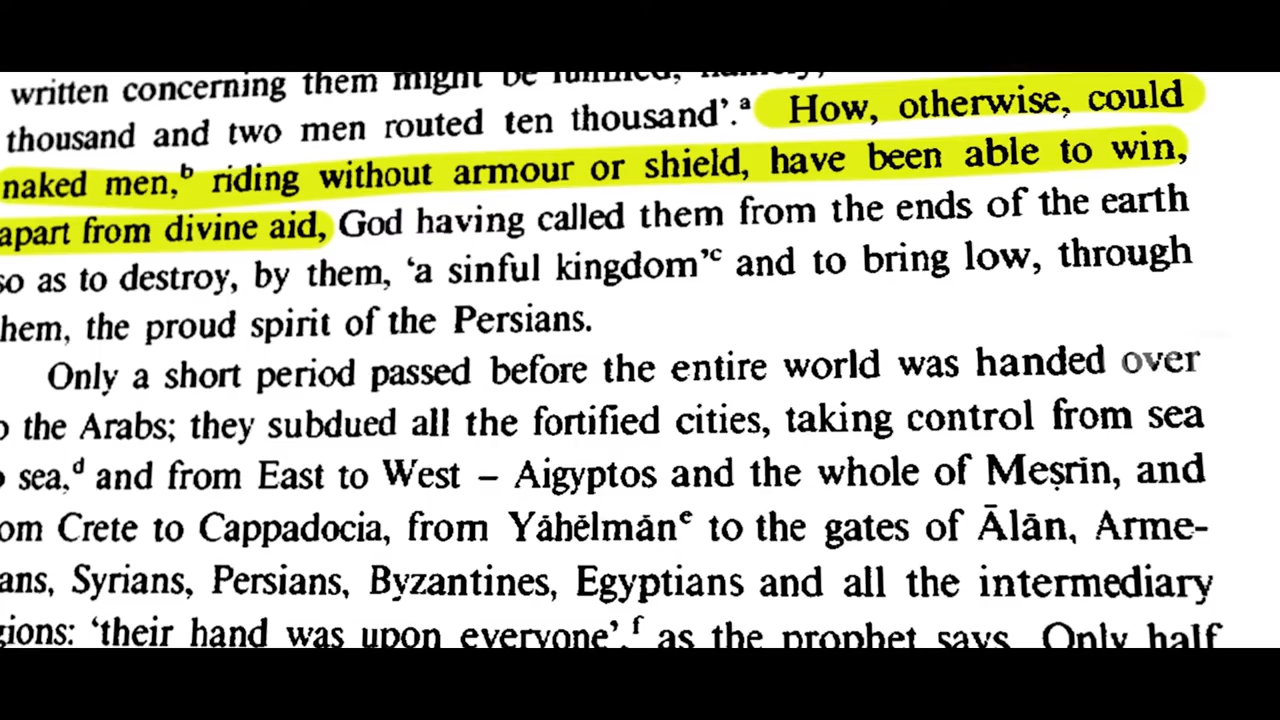 written concerning them might be fulfilled, namely,
thousand and two men routed ten thousand’.ᵃ How, otherwise, could
naked men,ᵇ riding without armour or shield, have been able to win,
apart from divine aid, God having called them from the ends of the earth
so as to destroy, by them, ‘a sinful kingdom’ᶜ and to bring low, through
hem, the proud spirit of the Persians.
Only a short period passed before the entire world was handed over
o the Arabs; they subdued all the fortified cities, taking control from sea
o sea,ᵈ and from East to West – Aigyptos and the whole of Meṣrīn, and
om Crete to Cappadocia, from Yāhēlmānᵉ to the gates of Ālān, Arme-
ans, Syrians, Persians, Byzantines, Egyptians and all the intermediary
gions: ‘their hand was upon everyone’,ᶠ as the prophet says. Only half